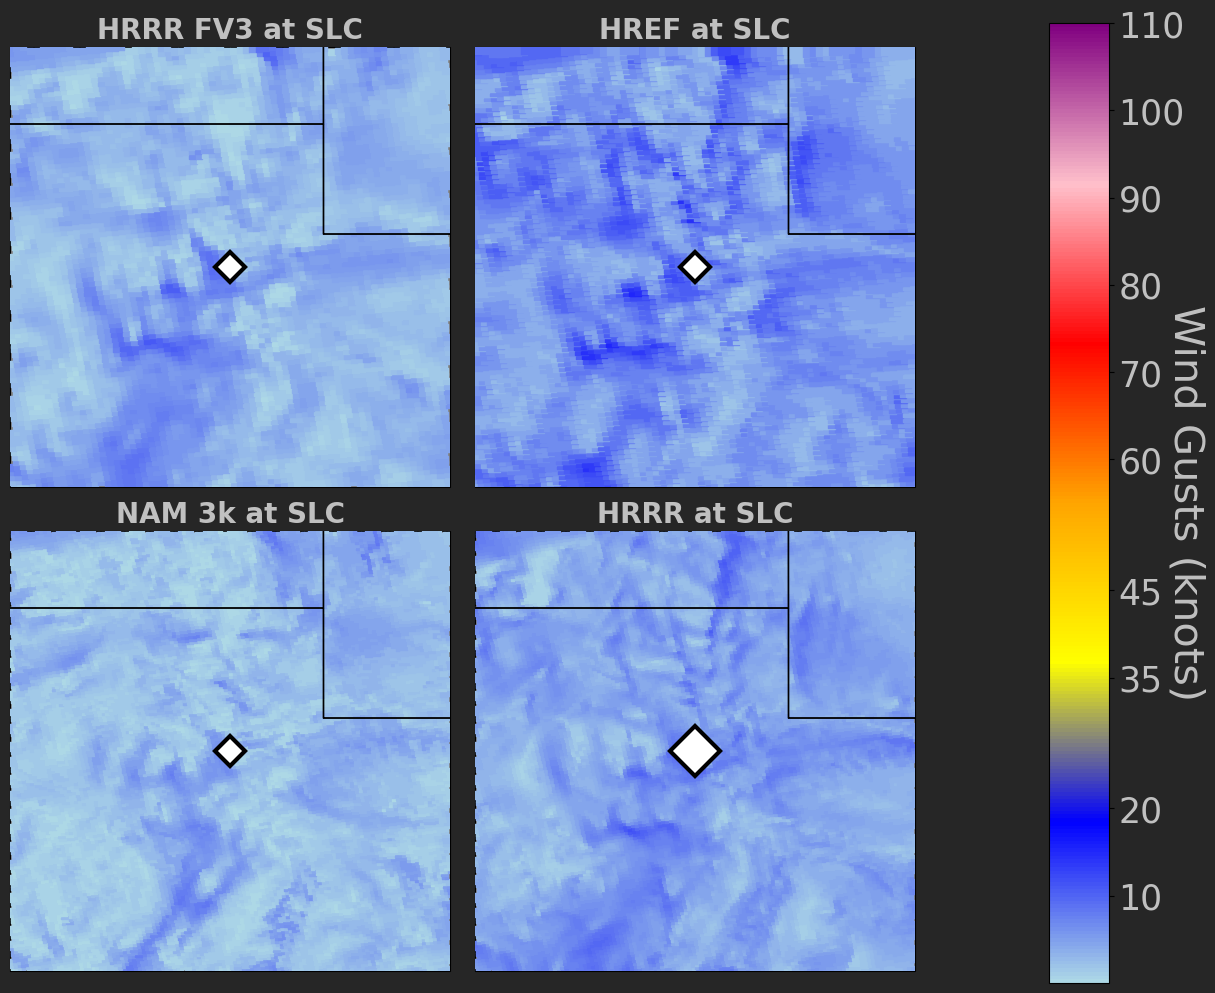 HRRR FV3 at SLC
HREF at SLC
NAM 3k at SLC
HRRR at SLC
110
100
90
80
70
60
45
35
20
10
Wind Gusts (knots)